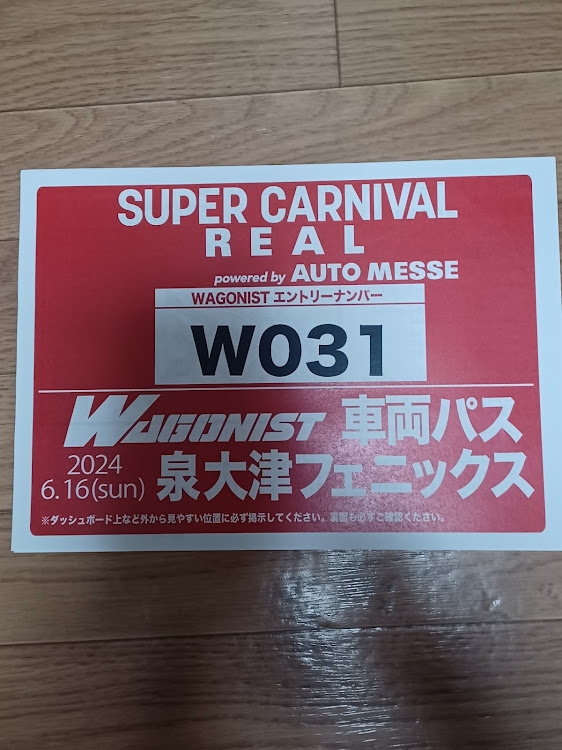 SUPER CARNIVAL
REAL
powered by AUTO MESSE
WAGONIST エントリーナンバー
W031
WAGONIST 車両パス
2024
6.16(sun) 泉大津フェニックス
※ダッシュボード上など外から見やすい位置に必ず掲示してください。裏面も必ずご確認ください。